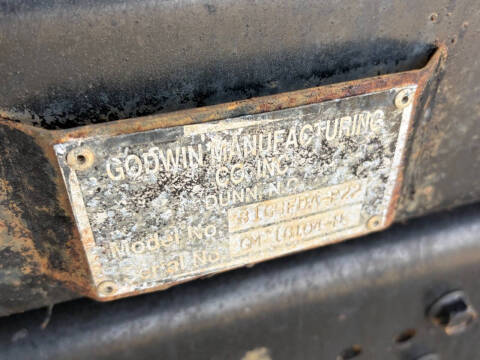 GODWIN MANUFACTURING
CO. INC.
DUNN, N.C.
Model No.
Serial No.